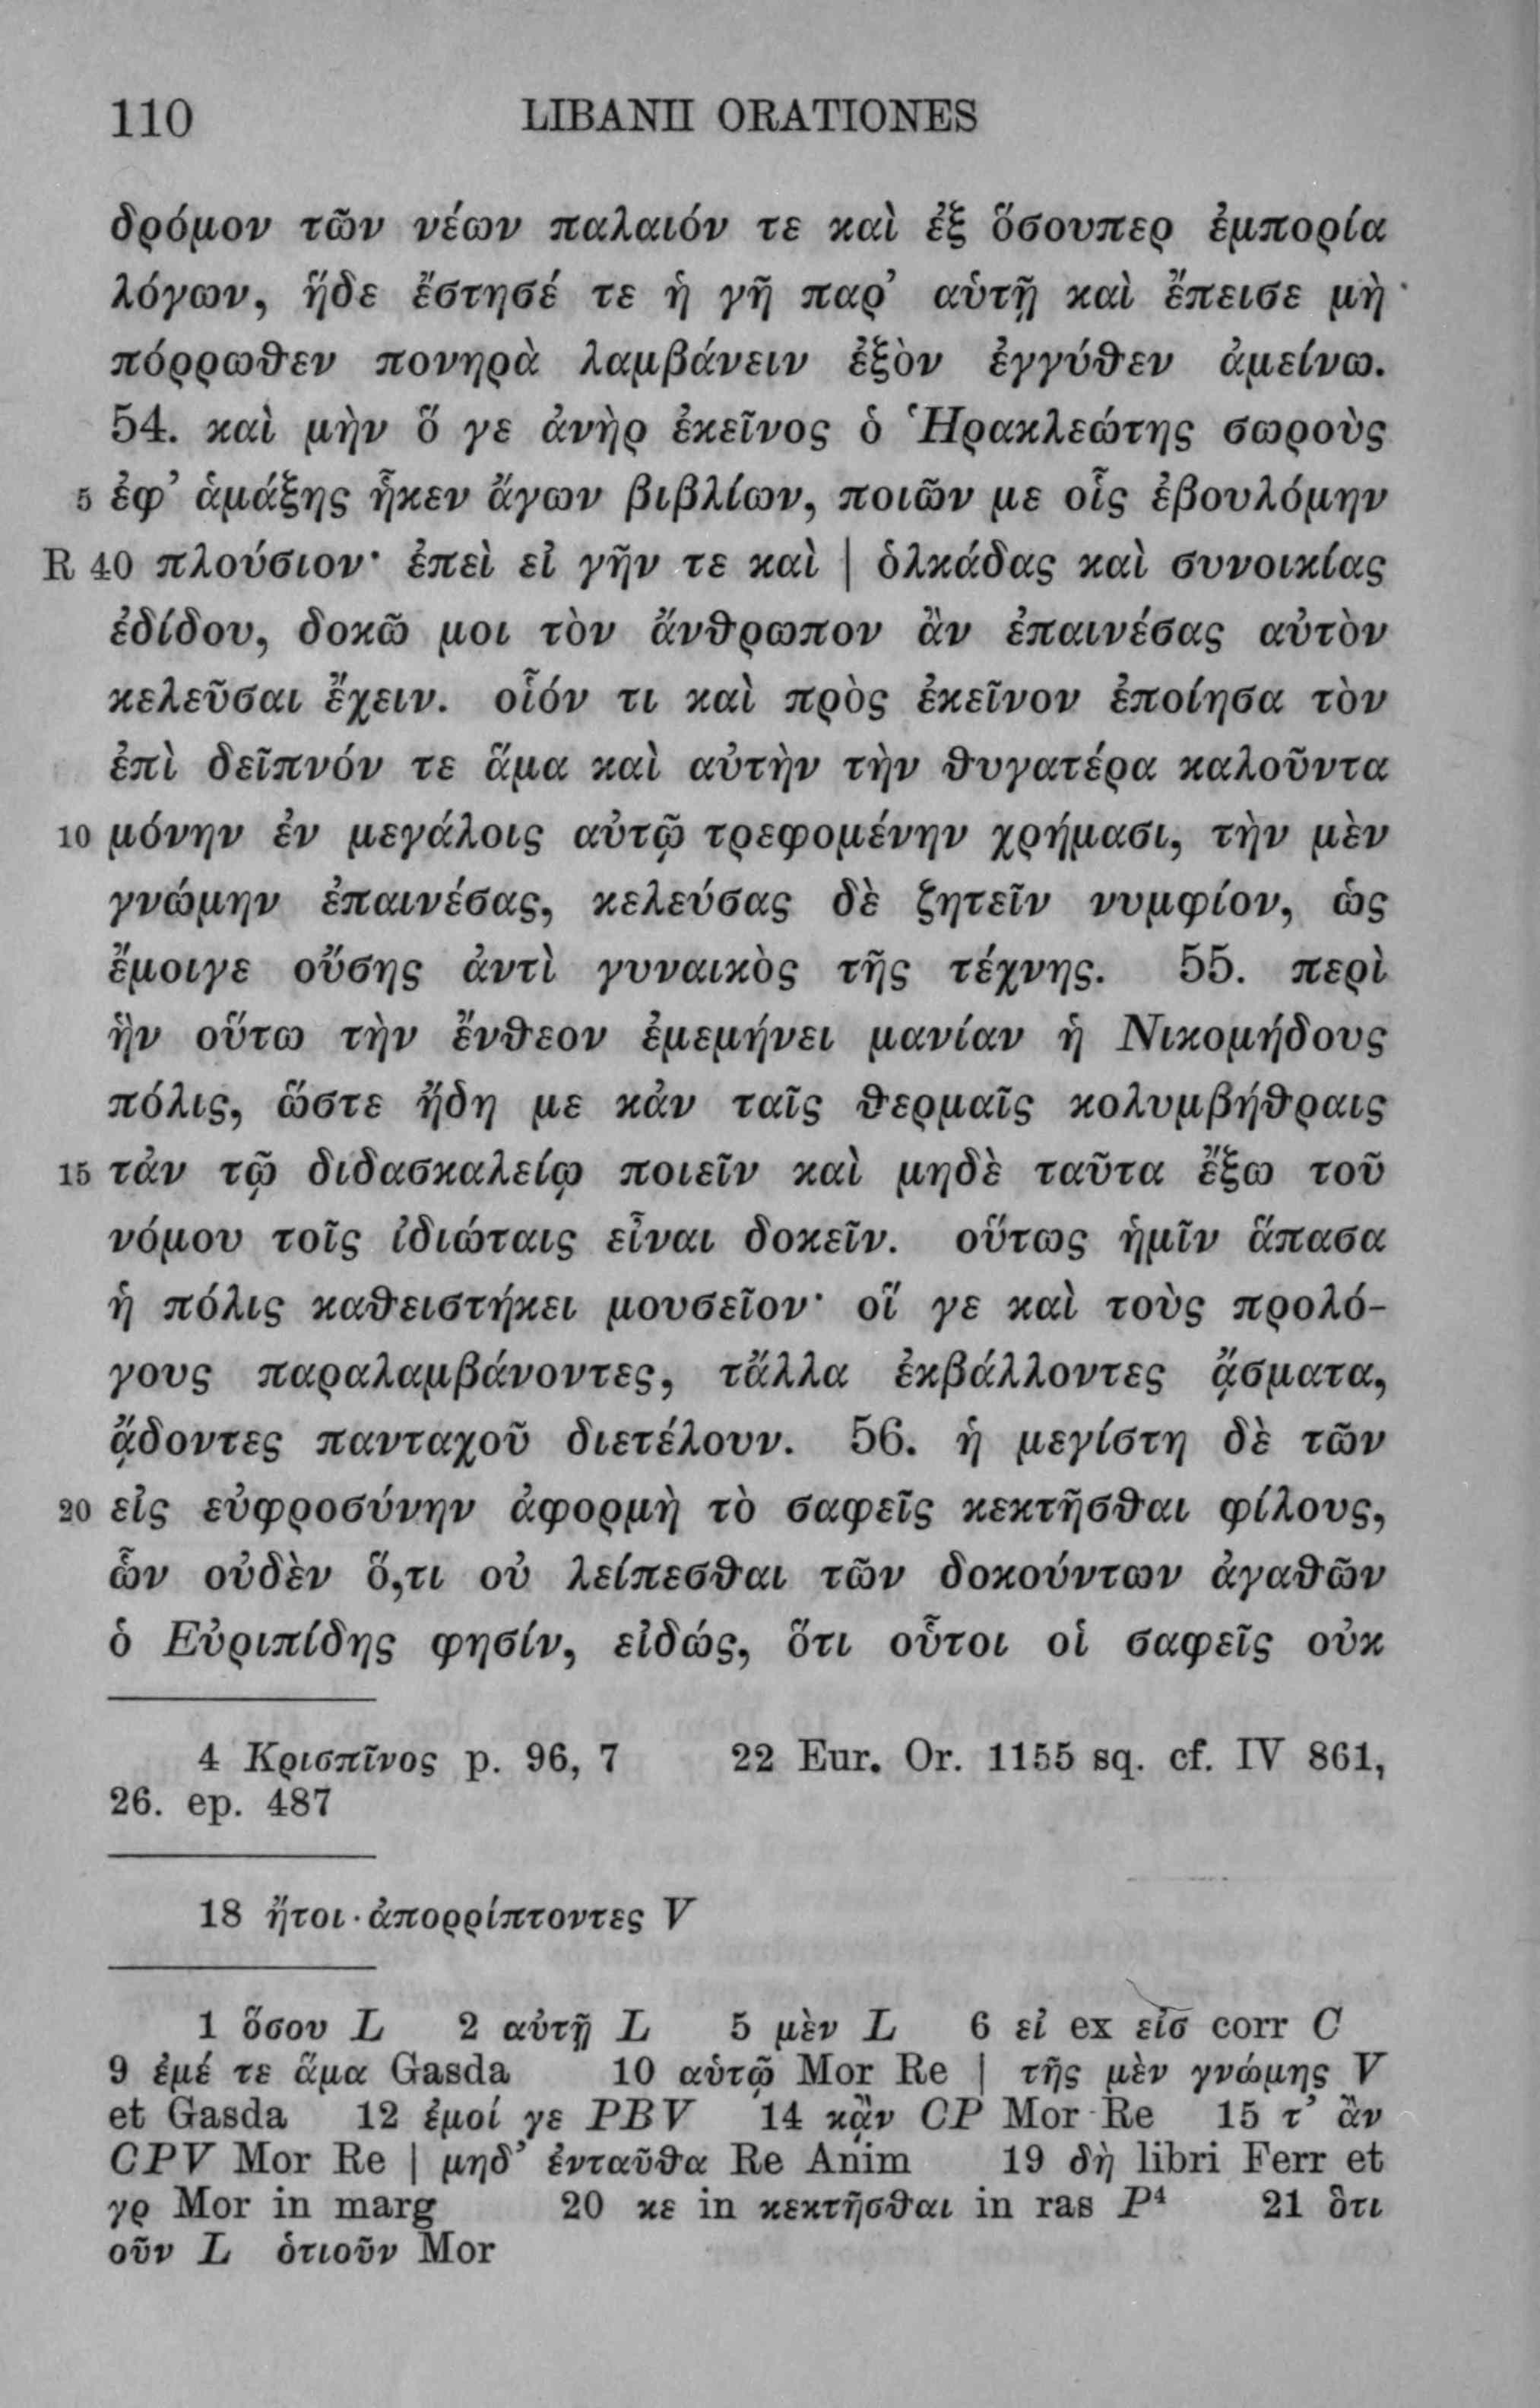 110 LIBANII ORATIONES
δρόμον τῶν νέων παλαιόν τε καὶ ἐξ ὅσουπερ ἐμπορία
λόγων, ἥδε ἔστησέ τε ἡ γῆ παρ’ αὑτῇ καὶ ἔπεισε μὴ
πόρρωθεν πονηρὰ λαμβάνειν ἐξὸν ἐγγύθεν ἀμείνω.
54. καὶ μὴν ὅ γε ἀνὴρ ἐκεῖνος ὁ Ἡρακλεώτης σωροὺς
5 ἐφ’ ἁμάξης ἧκεν ἄγων βιβλίων, ποιῶν με οἷς ἐβουλόμην
R 40 πλούσιον· ἐπεὶ εἰ γῆν τε καὶ | ὁλκάδας καὶ συνοικίας
ἐδίδου, δοκῶ μοι τὸν ἄνθρωπον ἂν ἐπαινέσας αὐτὸν
κελεῦσαι ἔχειν. οἷόν τι καὶ πρὸς ἐκεῖνον ἐποίησα τὸν
ἐπὶ δεῖπνόν τε ἅμα καὶ αὐτὴν τὴν θυγατέρα καλοῦντα
10 μόνην ἐν μεγάλοις αὐτῷ τρεφομένην χρήμασι, τὴν μὲν
γνώμην ἐπαινέσας, κελεύσας δὲ ζητεῖν νυμφίον, ὡς
ἔμοιγε οὔσης ἀντὶ γυναικὸς τῆς τέχνης. 55. περὶ
ἣν οὕτω τὴν ἔνθεον ἐμεμήνει μανίαν ἡ Νικομήδους
πόλις, ὥστε ἤδη με κἀν ταῖς θερμαῖς κολυμβήθραις
15 τἀν τῷ διδασκαλείῳ ποιεῖν καὶ μηδὲ ταῦτα ἔξω τοῦ
νόμου τοῖς ἰδιώταις εἶναι δοκεῖν. οὕτως ἡμῖν ἅπασα
ἡ πόλις καθειστήκει μουσεῖον· οἵ γε καὶ τοὺς προλό-
γους παραλαμβάνοντες, τἄλλα ἐκβάλλοντες ᾄσματα,
ᾄδοντες πανταχοῦ διετέλουν. 56. ἡ μεγίστη δὲ τῶν
20 εἰς εὐφροσύνην ἀφορμὴ τὸ σαφεῖς κεκτῆσθαι φίλους,
ὧν οὐδὲν ὅ,τι οὐ λείπεσθαι τῶν δοκούντων ἀγαθῶν
ὁ Εὐριπίδης φησίν, εἰδώς, ὅτι οὗτοι οἱ σαφεῖς οὐκ
4 Κρισπῖνος p. 96, 7 22 Eur. Or. 1155 sq. cf. IV 861,
26. ep. 487
18 ἤτοι · ἀπορρίπτοντες V
1 ὅσου L 2 αὐτῇ L 5 μὲν L 6 εἰ ex εἰσ corr C
9 ἐμέ τε ἅμα Gasda 10 αὑτῷ Mor Re | τῆς μὲν γνώμης V
et Gasda 12 ἐμοί γε PBV 14 κᾂν CP Mor Re 15 τ’ ἂν
CPV Mor Re | μηδ’ ἐνταῦθα Re Anim 19 δὴ libri Ferr et
γρ Mor in marg 20 κε in κεκτῆσθαι in ras P⁴ 21 ὅτι
οὖν L ὁτιοῦν Mor